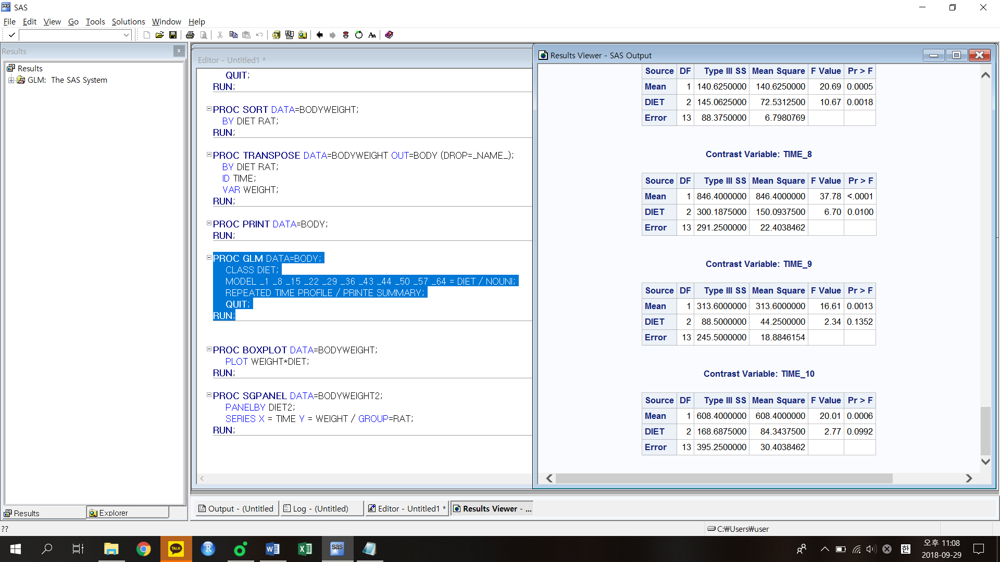 SAS
File Edit View Go Tools Solutions Window Help
Results
Results
GLM: The SAS System
Results
Explorer
Editor - Untitled1 *
QUIT;
RUN;
PROC SORT DATA=BODYWEIGHT;
BY DIET RAT;
RUN;
PROC TRANSPOSE DATA=BODYWEIGHT OUT=BODY (DROP=_NAME_);
BY DIET RAT;
ID TIME;
VAR WEIGHT;
RUN;
PROC PRINT DATA=BODY;
RUN;
PROC GLM DATA=BODY;
CLASS DIET;
MODEL _1 _8 _15 _22 _29 _36 _43 _44 _50 _57 _64 = DIET / NOUNI;
REPEATED TIME PROFILE / PRINTE SUMMARY;
QUIT;
RUN;
PROC BOXPLOT DATA=BODYWEIGHT;
PLOT WEIGHT*DIET;
RUN;
PROC SGPANEL DATA=BODYWEIGHT2;
PANELBY DIET2;
SERIES X = TIME Y = WEIGHT / GROUP=RAT;
RUN;
Results Viewer - SAS Output
Source DF Type III SS Mean Square F Value Pr > F
Mean 1 140.6250000 140.6250000 20.69 0.0005
DIET 2 145.0625000 72.5312500 10.67 0.0018
Error 13 88.3750000 6.7980769
Contrast Variable: TIME_8
Source DF Type III SS Mean Square F Value Pr > F
Mean 1 846.4000000 846.4000000 37.78 <.0001
DIET 2 300.1875000 150.0937500 6.70 0.0100
Error 13 291.2500000 22.4038462
Contrast Variable: TIME_9
Source DF Type III SS Mean Square F Value Pr > F
Mean 1 313.6000000 313.6000000 16.61 0.0013
DIET 2 88.5000000 44.2500000 2.34 0.1352
Error 13 245.5000000 18.8846154
Contrast Variable: TIME_10
Source DF Type III SS Mean Square F Value Pr > F
Mean 1 608.4000000 608.4000000 20.01 0.0006
DIET 2 168.6875000 84.3437500 2.77 0.0992
Error 13 395.2500000 30.4038462
Output - (Untitled Log - (Untitled) Editor - Untitled1 * Results Viewer - ...
??
C:₩Users₩user
TALK
R
sas
한
오후 11:08
2018-09-29